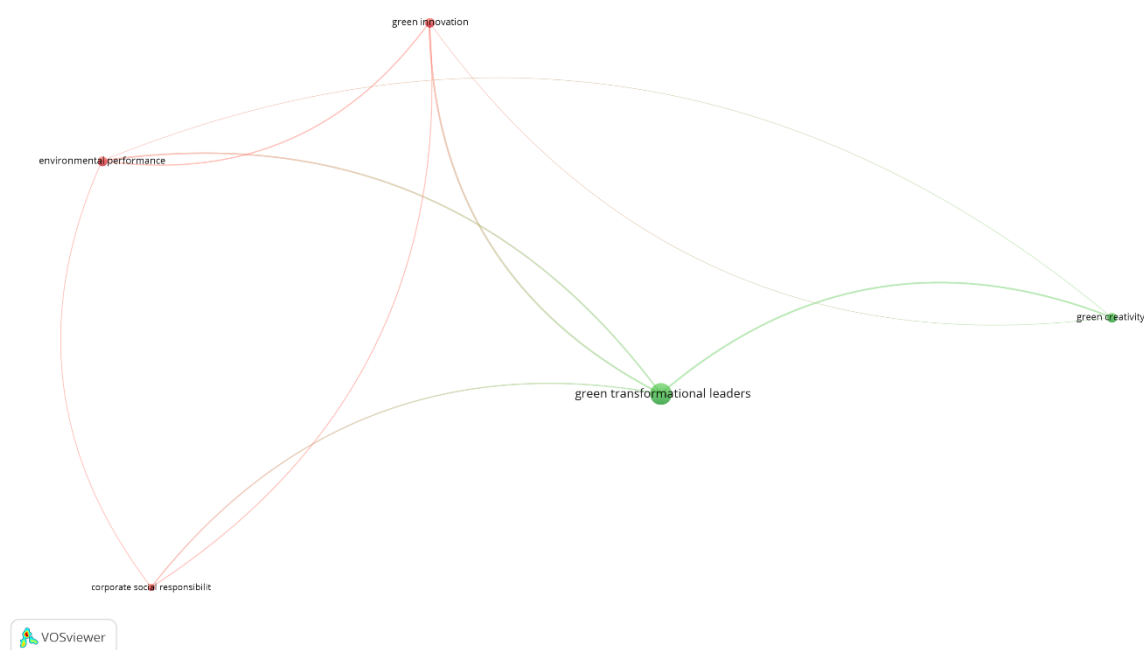 green innovation
environmental performance
green creativity
green transformational leaders
corporate social responsibilit
VOSviewer